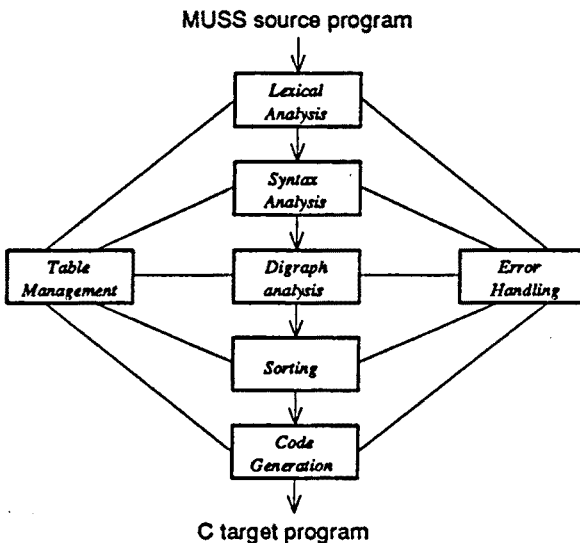 MUSS source program
Lexical
Analysis
Syntax
Analysis
Table
Management
Digraph
analysis
Error
Handling
Sorting
Code
Generation
C target program